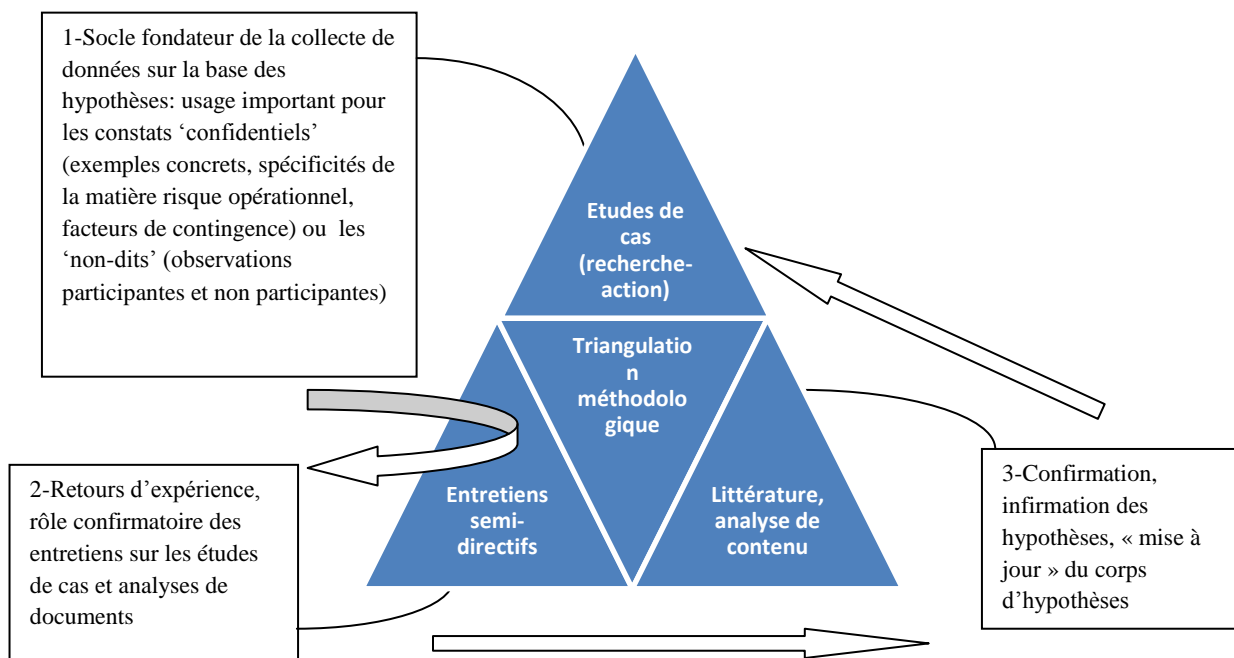 1-Socle fondateur de la collecte de
données sur la base des
hypothèses: usage important pour
les constats ‘confidentiels’
(exemples concrets, spécificités de
la matière risque opérationnel,
facteurs de contingence) ou les
‘non-dits’ (observations
participantes et non participantes)
Etudes de
cas
(recherche-
action)
Triangulatio
n
méthodolo
gique
Entretiens
semi-
directifs
Littérature,
analyse de
contenu
2-Retours d’expérience,
rôle confirmatoire des
entretiens sur les études
de cas et analyses de
documents
3-Confirmation,
infirmation des
hypothèses, « mise à
jour » du corps
d’hypothèses